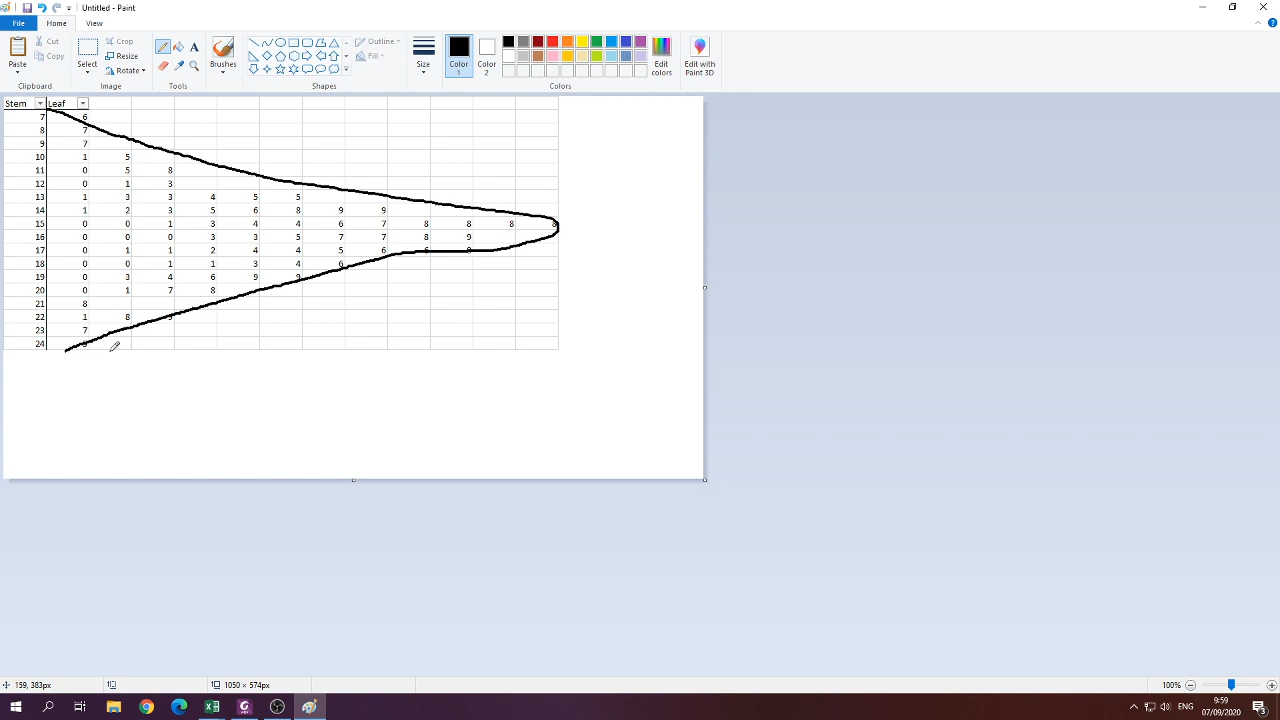 Untitled - Paint
File Home View
Paste
Cut
Copy
Clipboard
Select
Crop
Resize
Rotate
Image
Tools
Brushes
Outline
Fill
Shapes
Size
Color 1
Color 2
Edit colors
Colors
Edit with Paint 3D
Stem Leaf
7 6
8 7
9 7
10 1 5
11 0 5 8
12 0 1 3
13 1 3 3 4 5 5
14 1 2 3 5 6 8 9 9
15 0 0 1 3 4 4 6 7 8 8 8 8
16 0 0 0 3 3 5 7 7 8 9
17 0 1 1 2 4 4 5 6 6
18 0 0 1 1 3 4 6
19 0 3 4 6 9 9
20 0 1 7 8
21 8
22 1 8
23 7
24
159, 383px
1050 × 574px
100%
ENG
9:59
07/09/2020